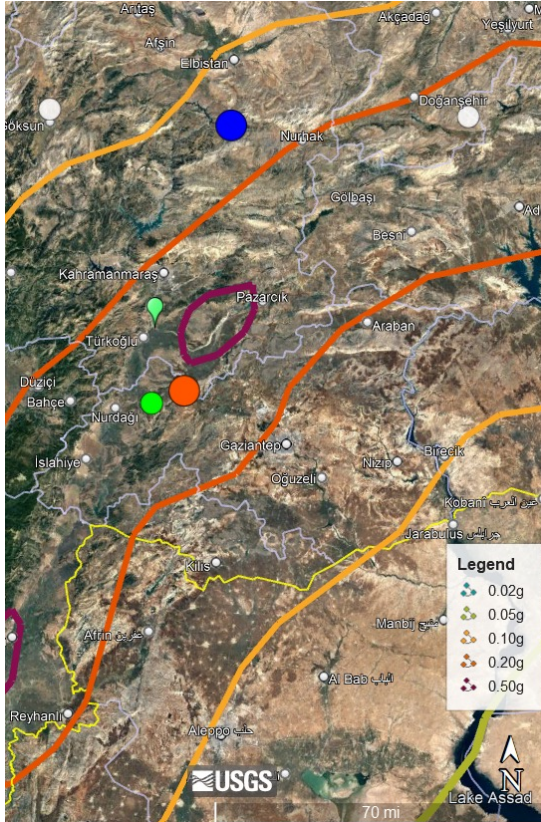 Arıtaş
Akçadağ
Yeşilyurt
Afşin
Elbistan
Doğanşehir
Göksun
Nurhak
Gölbaşı
Besni
Kahramanmaraş
Pazarcık
Araban
Türkoğlu
Düziçi
Bahçe
Nurdağı
Gaziantep
İslahiye
Nizip
Birecik
Oğuzeli
Kobani عين العرب
Jarabulus جرابلس
Kilis
Legend
0.02g
0.05g
0.10g
0.20g
0.50g
Afrin عفرين
Manbij منبج
Al Bab الباب
Reyhanlı
Aleppo حلب
USGS
N
70 mi
Lake Assad